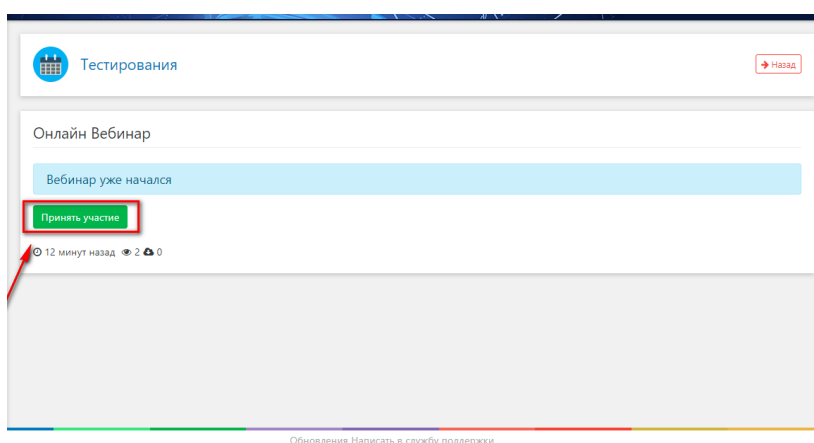 Тестирования
Назад
Онлайн Вебинар
Вебинар уже начался
Принять участие
12 минут назад 2 0
Обновления Написать в службу поддержки